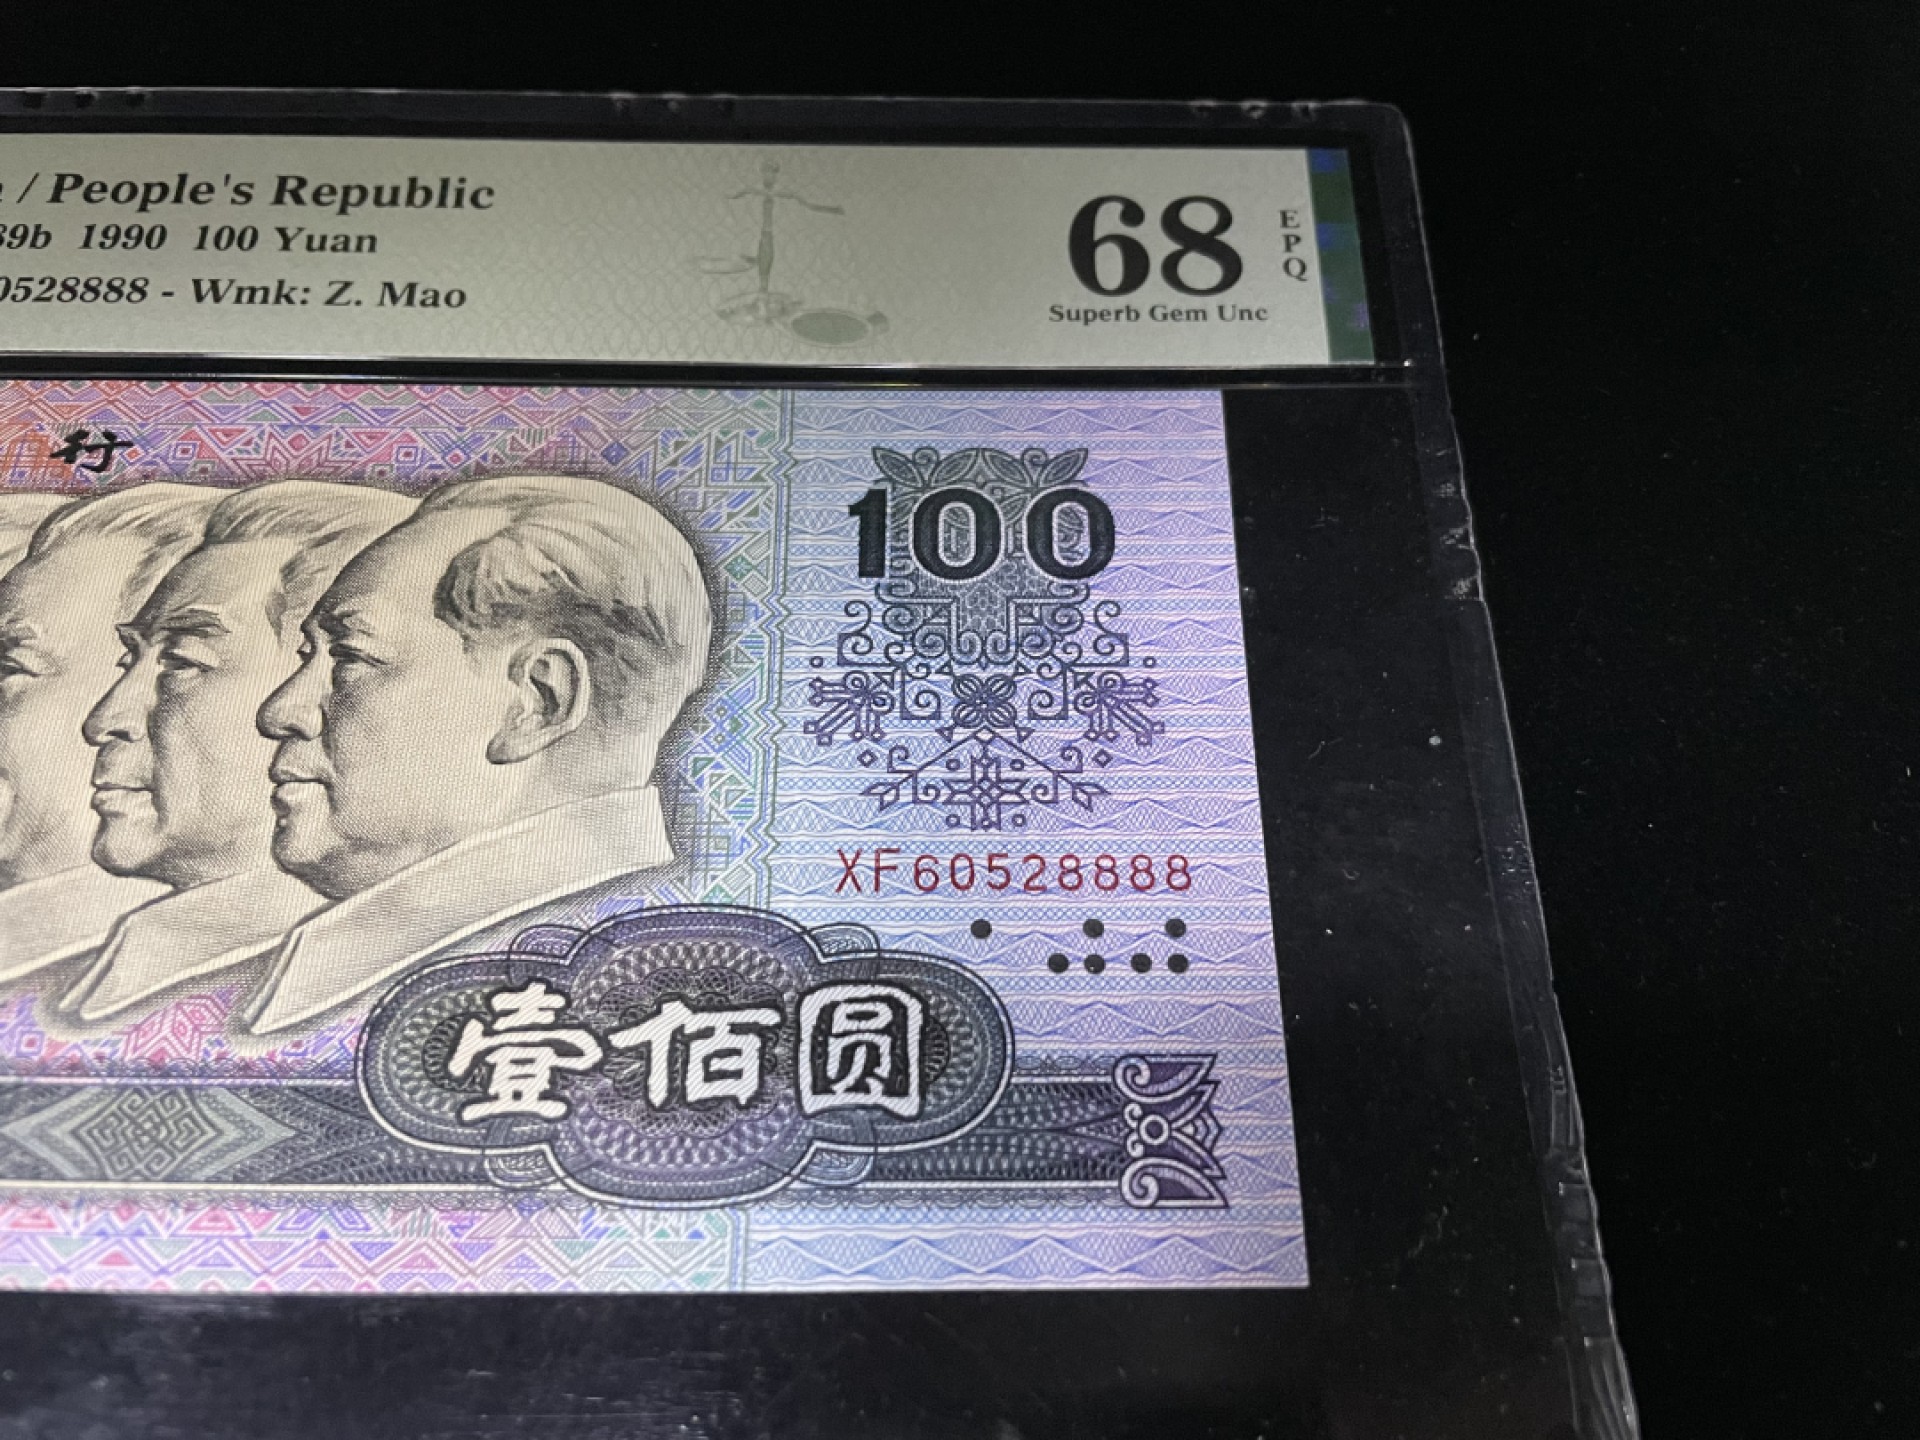 / People's Republic
39b 1990 100 Yuan
0528888 - Wmk: Z. Mao
68
EPQ
Superb Gem Unc
行
100
XF60528888
壹佰圆